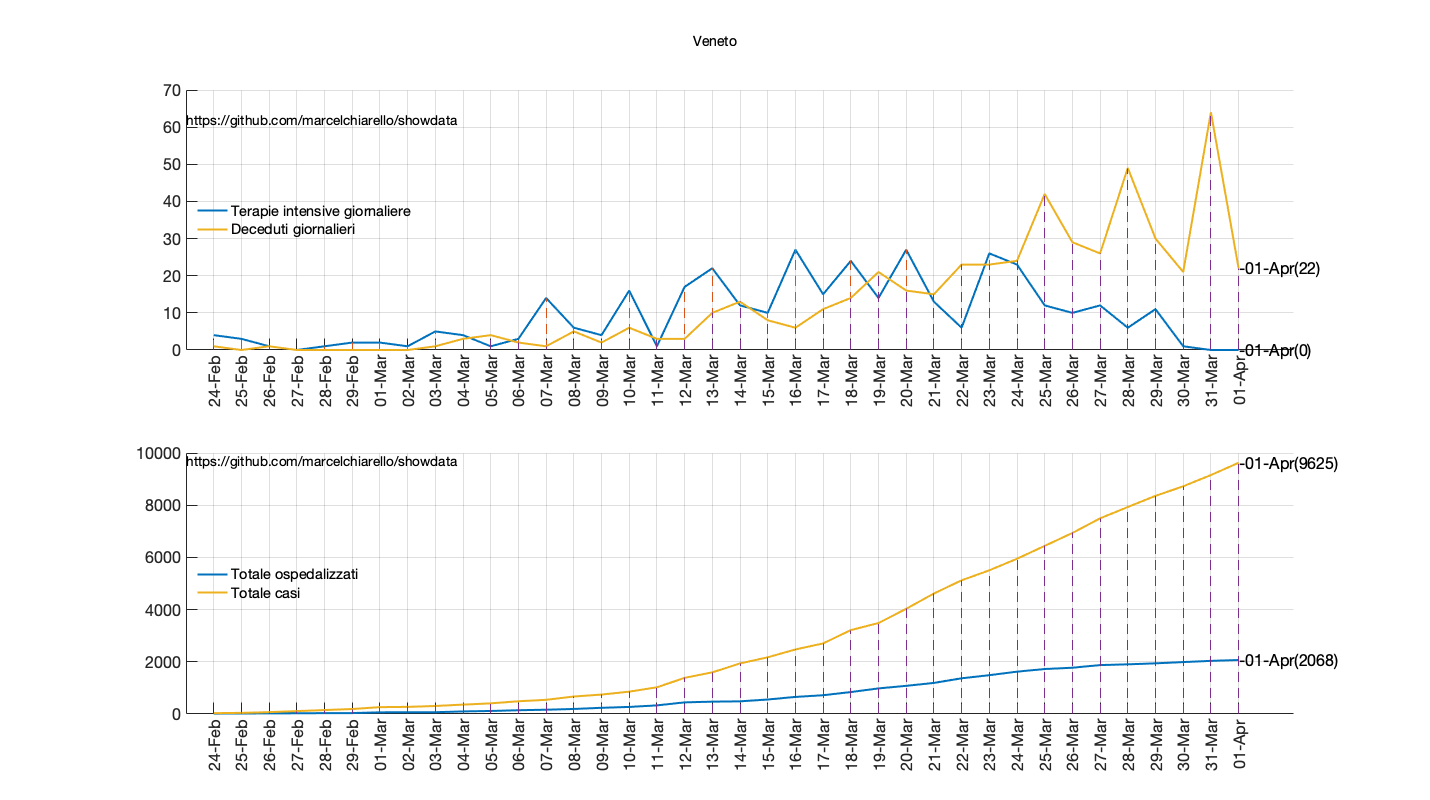 Veneto
70
60
50
40
30
20
10
0
https://github.com/marcelchiarello/showdata
Terapie intensive giornaliere
Deceduti giornalieri
-01-Apr(22)
-01-Apr(0)
24-Feb
25-Feb
26-Feb
27-Feb
28-Feb
29-Feb
01-Mar
02-Mar
03-Mar
04-Mar
05-Mar
06-Mar
07-Mar
08-Mar
09-Mar
10-Mar
11-Mar
12-Mar
13-Mar
14-Mar
15-Mar
16-Mar
17-Mar
18-Mar
19-Mar
20-Mar
21-Mar
22-Mar
23-Mar
24-Mar
25-Mar
26-Mar
27-Mar
28-Mar
29-Mar
30-Mar
31-Mar
01-Apr
10000
8000
6000
4000
2000
0
https://github.com/marcelchiarello/showdata
Totale ospedalizzati
Totale casi
-01-Apr(9625)
-01-Apr(2068)
24-Feb
25-Feb
26-Feb
27-Feb
28-Feb
29-Feb
01-Mar
02-Mar
03-Mar
04-Mar
05-Mar
06-Mar
07-Mar
08-Mar
09-Mar
10-Mar
11-Mar
12-Mar
13-Mar
14-Mar
15-Mar
16-Mar
17-Mar
18-Mar
19-Mar
20-Mar
21-Mar
22-Mar
23-Mar
24-Mar
25-Mar
26-Mar
27-Mar
28-Mar
29-Mar
30-Mar
31-Mar
01-Apr